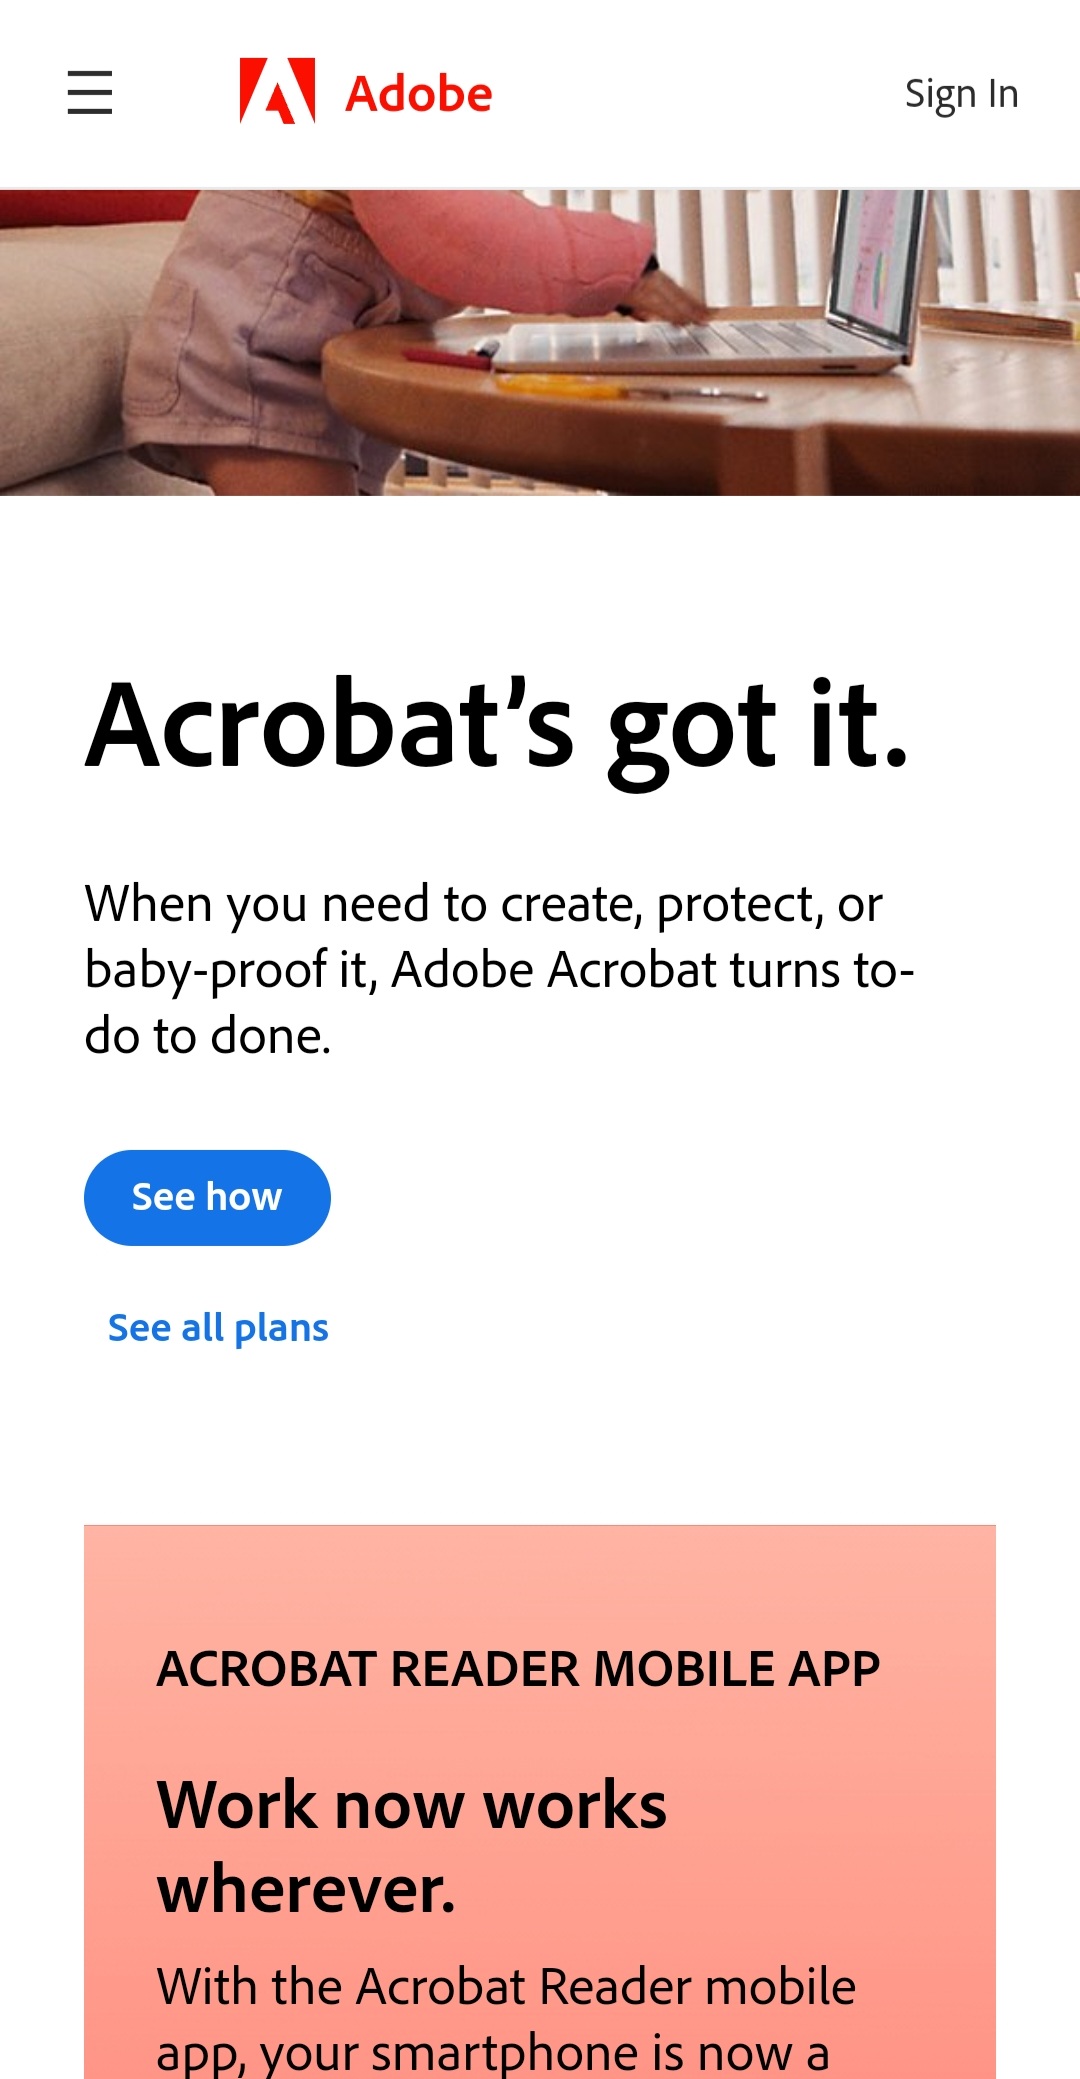 Adobe
Sign In
Acrobat’s got it.
When you need to create, protect, or
baby-proof it, Adobe Acrobat turns to-
do to done.
See how
See all plans
ACROBAT READER MOBILE APP
Work now works
wherever.
With the Acrobat Reader mobile
app, your smartphone is now a